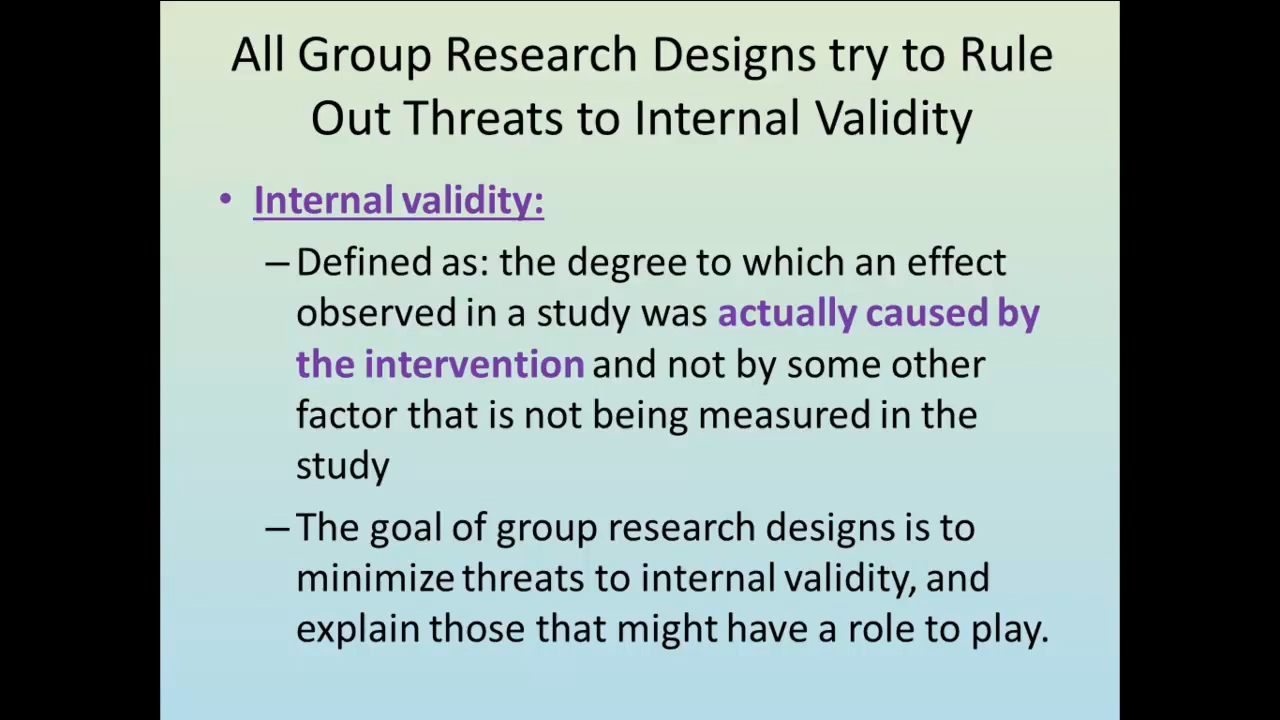 All Group Research Designs try to Rule
Out Threats to Internal Validity
• Internal validity:
– Defined as: the degree to which an effect
observed in a study was actually caused by
the intervention and not by some other
factor that is not being measured in the
study
– The goal of group research designs is to
minimize threats to internal validity, and
explain those that might have a role to play.